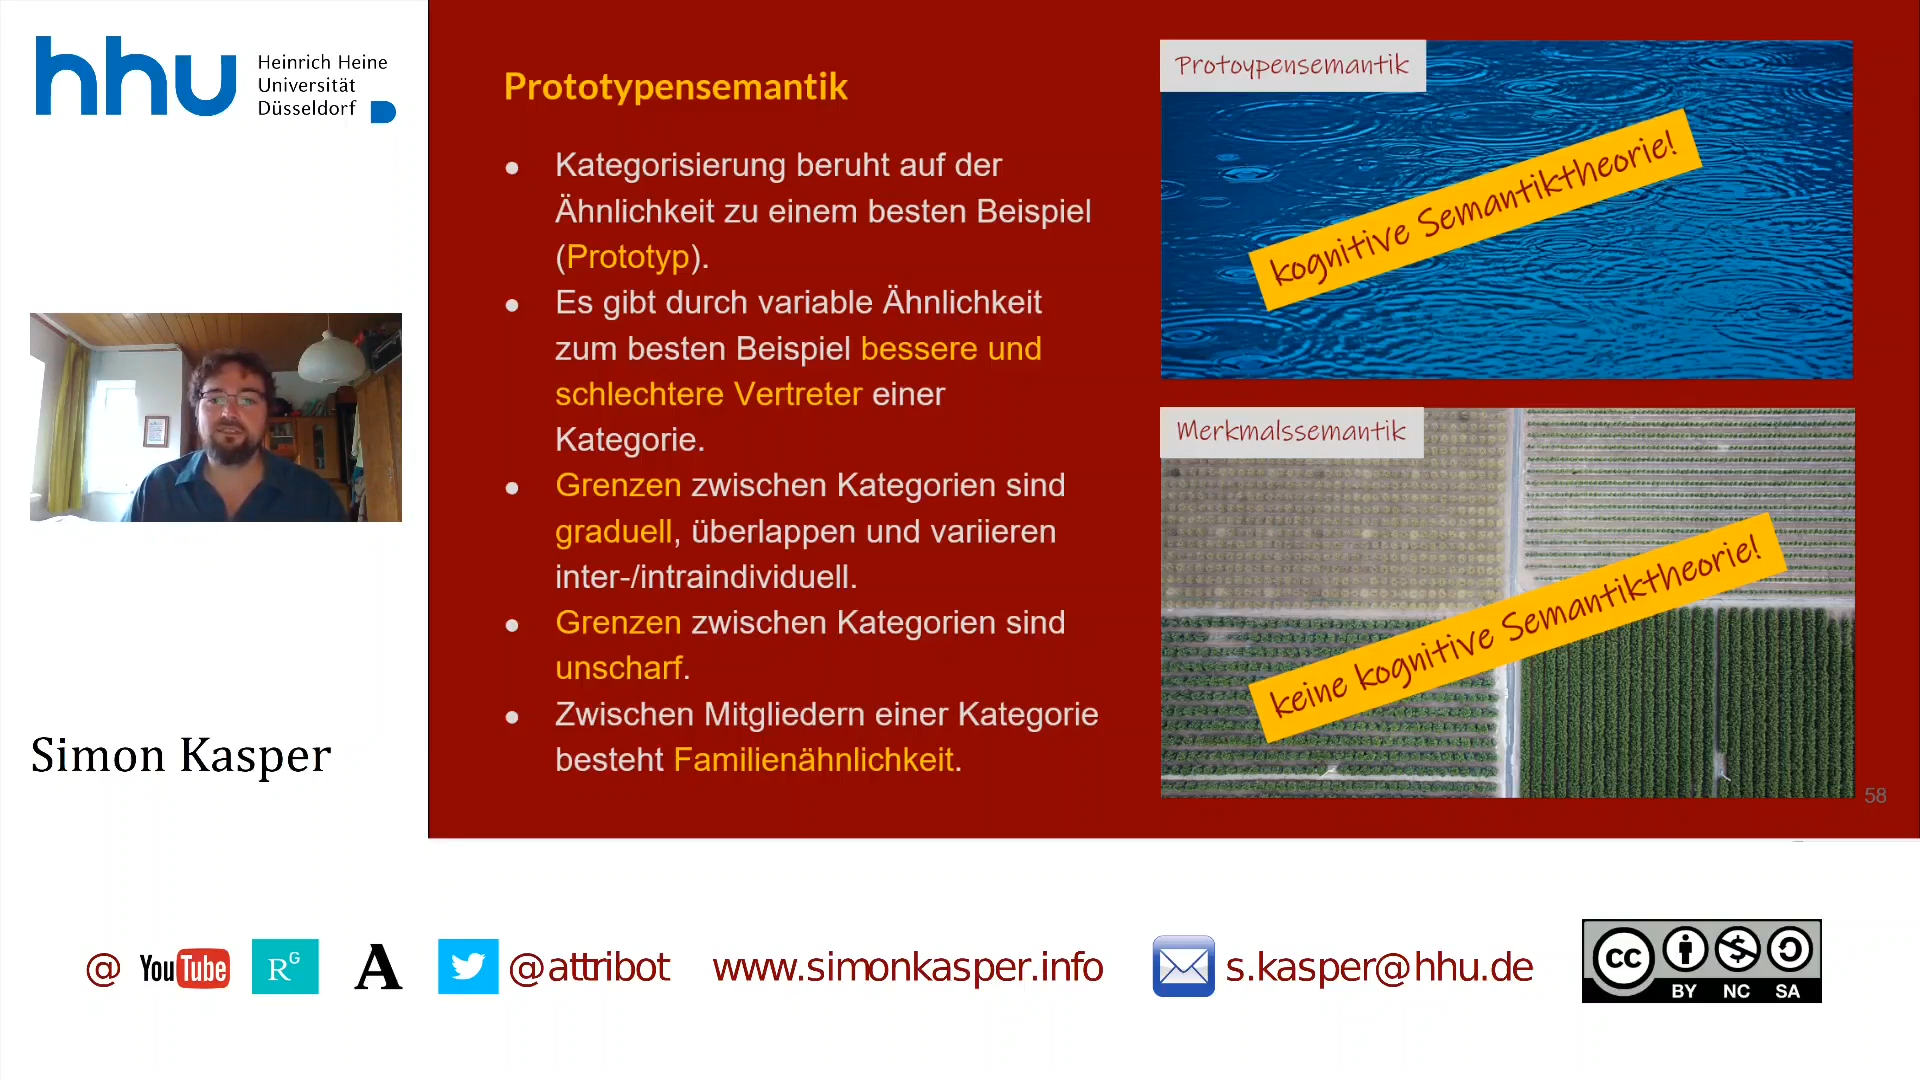 hhu Heinrich Heine
Universität
Düsseldorf
Simon Kasper
Prototypensemantik
● Kategorisierung beruht auf der
Ähnlichkeit zu einem besten Beispiel
(Prototyp).
● Es gibt durch variable Ähnlichkeit
zum besten Beispiel bessere und
schlechtere Vertreter einer
Kategorie.
● Grenzen zwischen Kategorien sind
graduell, überlappen und variieren
inter-/intraindividuell.
● Grenzen zwischen Kategorien sind
unscharf.
● Zwischen Mitgliedern einer Kategorie
besteht Familienähnlichkeit.
Protoypensemantik
kognitive Semantiktheorie!
Merkmalssemantik
keine kognitive Semantiktheorie!
58
@ YouTube RG A @attribot www.simonkasper.info s.kasper@hhu.de
cc BY NC SA